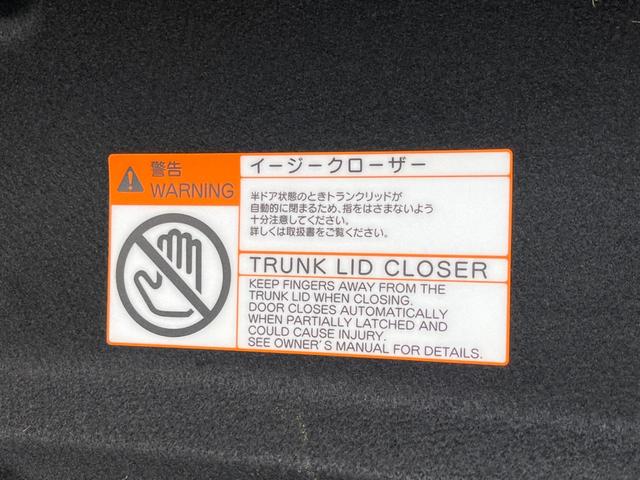 警告
WARNING
イージークローザー
半ドア状態のときトランクリッドが
自動的に閉まるため、指をはさまないよう
十分注意してください。
詳しくは取扱書をご覧ください。
TRUNK LID CLOSER
KEEP FINGERS AWAY FROM THE
TRUNK LID WHEN CLOSING.
DOOR CLOSES AUTOMATICALLY
WHEN PARTIALLY LATCHED AND
COULD CAUSE INJURY.
SEE OWNER'S MANUAL FOR DETAILS.